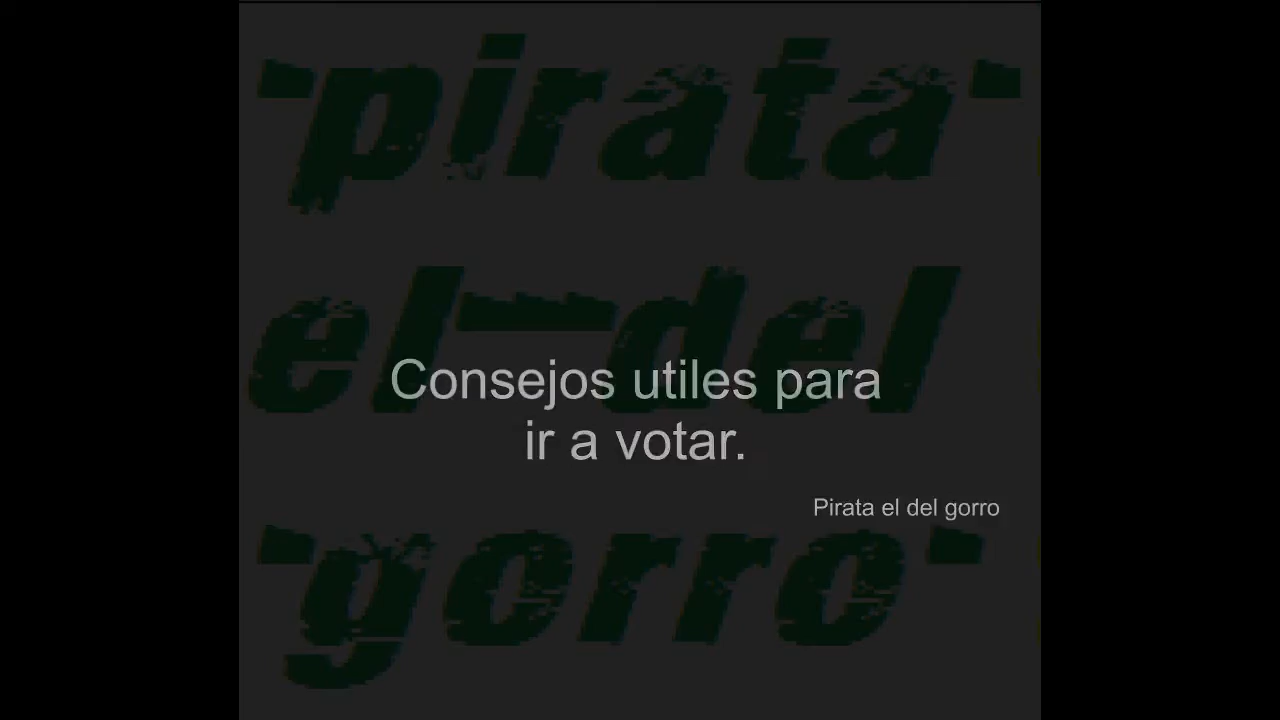 pirata
el-del
Consejos utiles para
ir a votar.
Pirata el del gorro
gorro